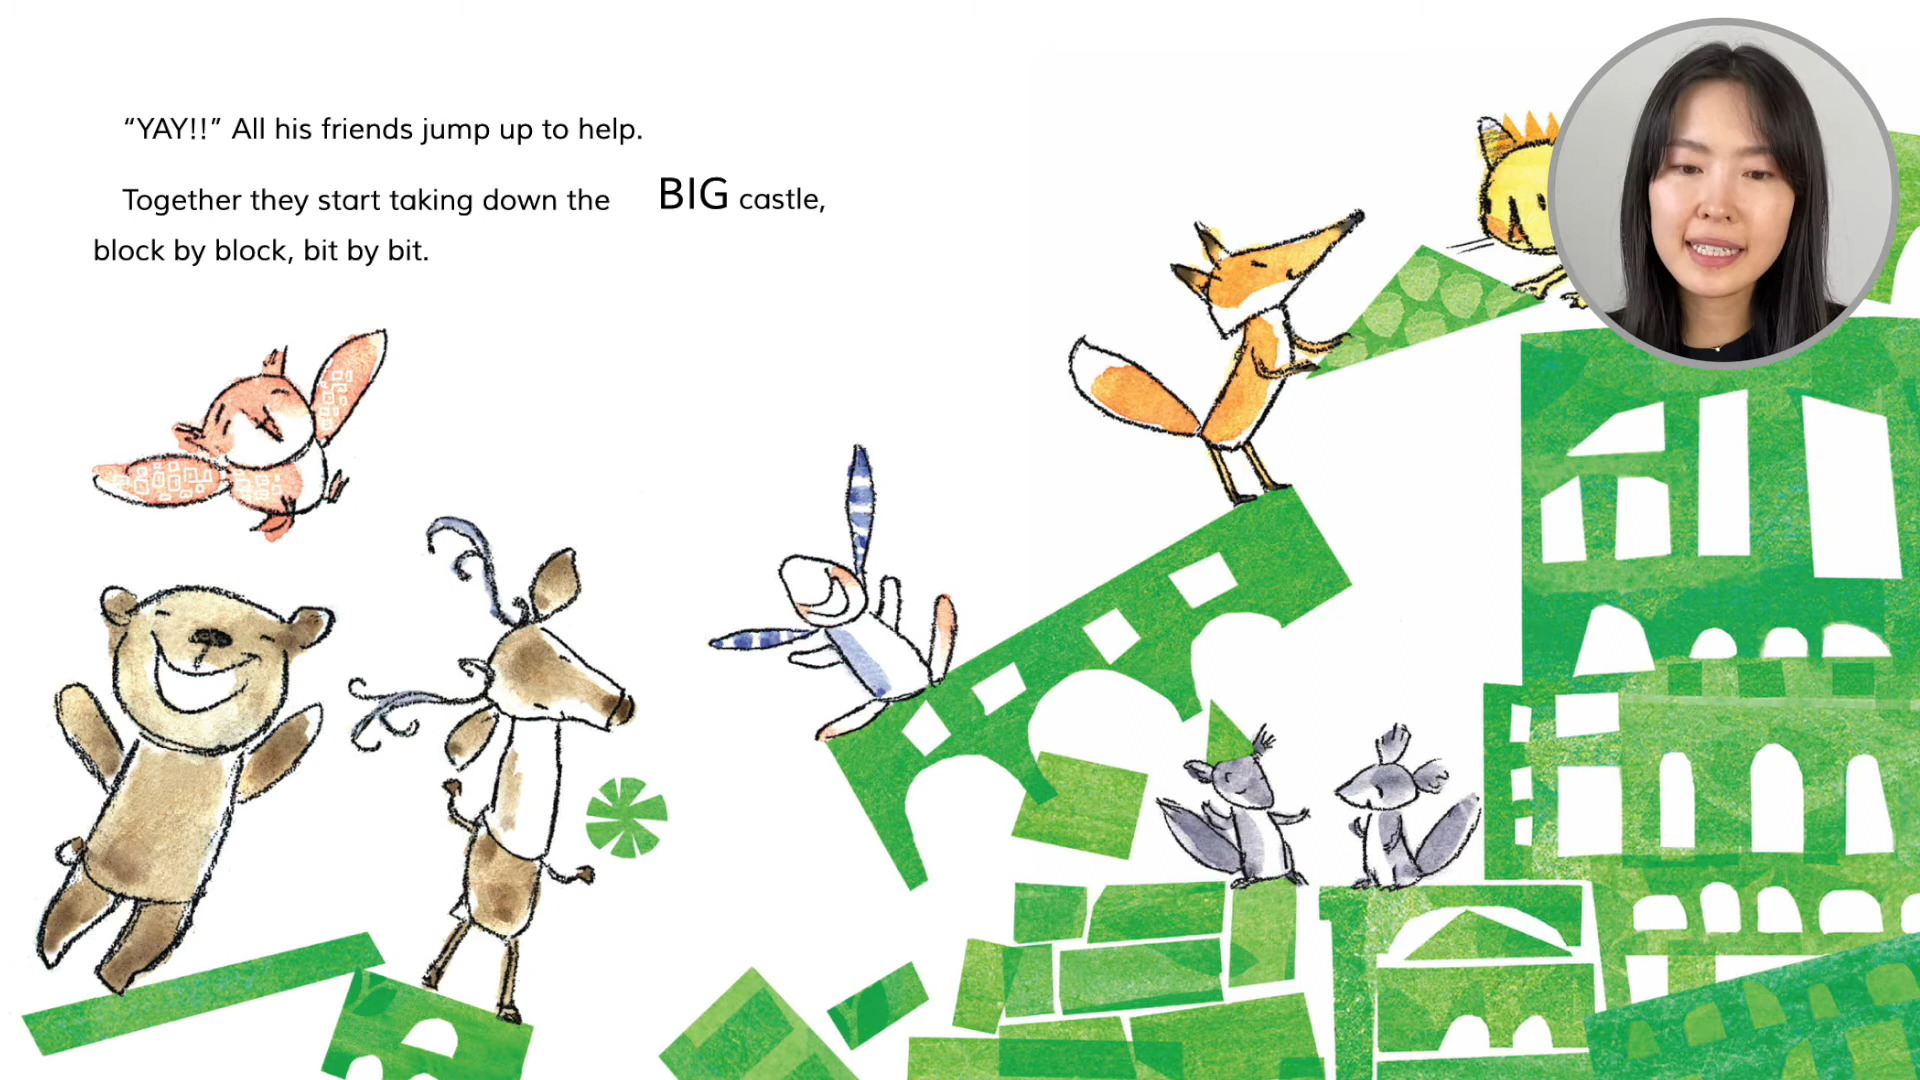 “YAY!!” All his friends jump up to help.
Together they start taking down the BIG castle,
block by block, bit by bit.